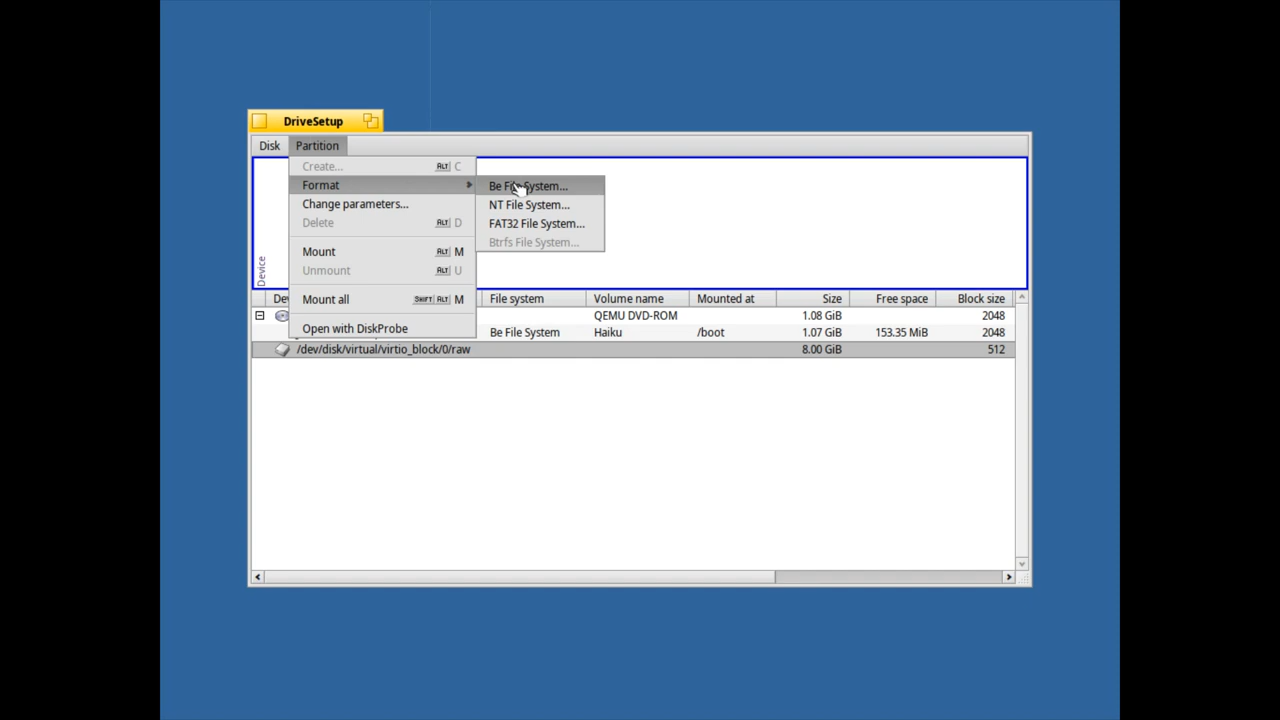 DriveSetup
Disk Partition
Create... ALT C
Format Be File System...
Change parameters... NT File System...
Delete ALT D FAT32 File System...
Btrfs File System...
Mount ALT M
Unmount ALT U
Device
Mount all SHIFT ALT M
File system Volume name Mounted at Size Free space Block size
QEMU DVD-ROM 1.08 GiB 2048
Open with DiskProbe
Be File System Haiku /boot 1.07 GiB 153.35 MiB 2048
/dev/disk/virtual/virtio_block/0/raw 8.00 GiB 512